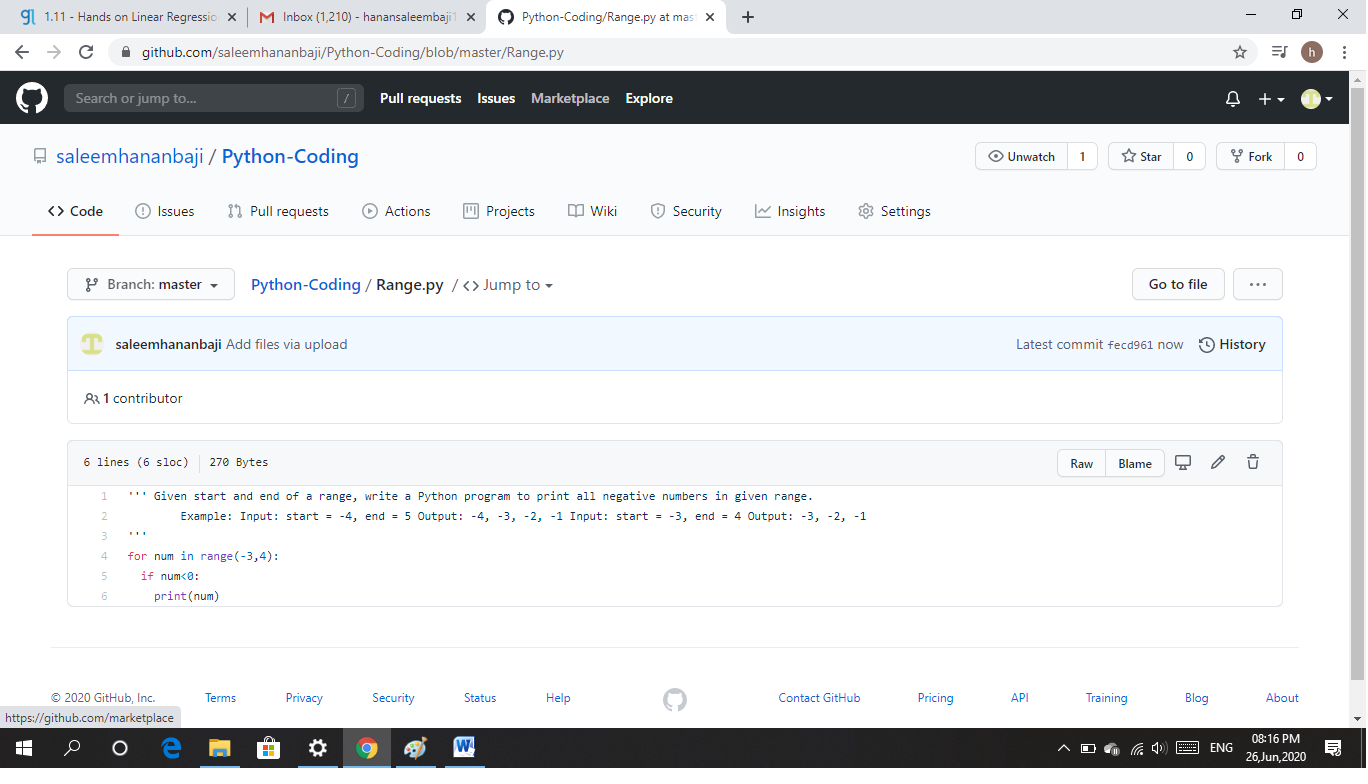 1.11 - Hands on Linear Regressio
Inbox (1,210) - hanansaleembaji1
Python-Coding/Range.py at mas
github.com/saleemhananbaji/Python-Coding/blob/master/Range.py
h
Search or jump to...
/
Pull requests
Issues
Marketplace
Explore
saleemhananbaji / Python-Coding
Unwatch 1
Star 0
Fork 0
Code
Issues
Pull requests
Actions
Projects
Wiki
Security
Insights
Settings
Branch: master
Python-Coding / Range.py / <> Jump to
Go to file
...
saleemhananbaji Add files via upload
Latest commit fecd961 now
History
1 contributor
6 lines (6 sloc) 270 Bytes
Raw
Blame
1 ''' Given start and end of a range, write a Python program to print all negative numbers in given range.
2 Example: Input: start = -4, end = 5 Output: -4, -3, -2, -1 Input: start = -3, end = 4 Output: -3, -2, -1
3 '''
4 for num in range(-3,4):
5 if num<0:
6 print(num)
© 2020 GitHub, Inc.
Terms
Privacy
Security
Status
Help
Contact GitHub
Pricing
API
Training
Blog
About
https://github.com/marketplace
ENG
08:16 PM
26,Jun,2020